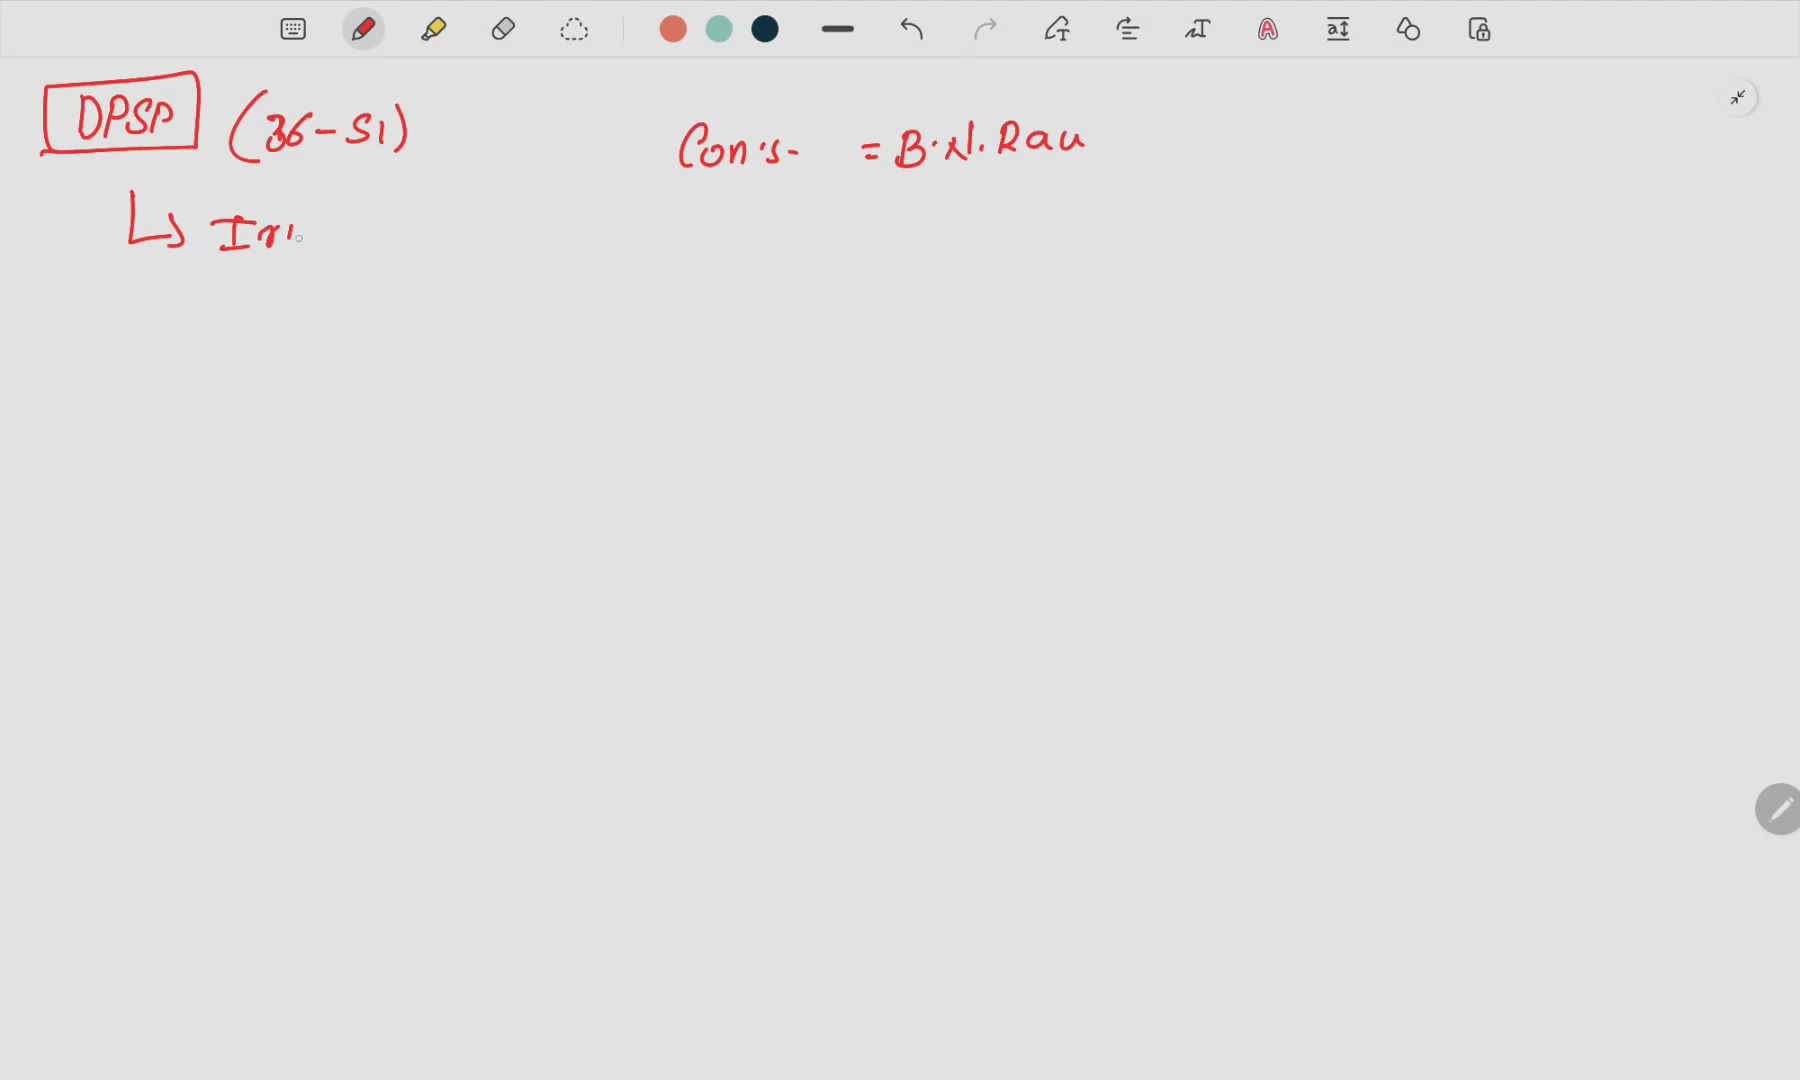 DPSP (36-51)
Cons. = B.N. Rau
Iri